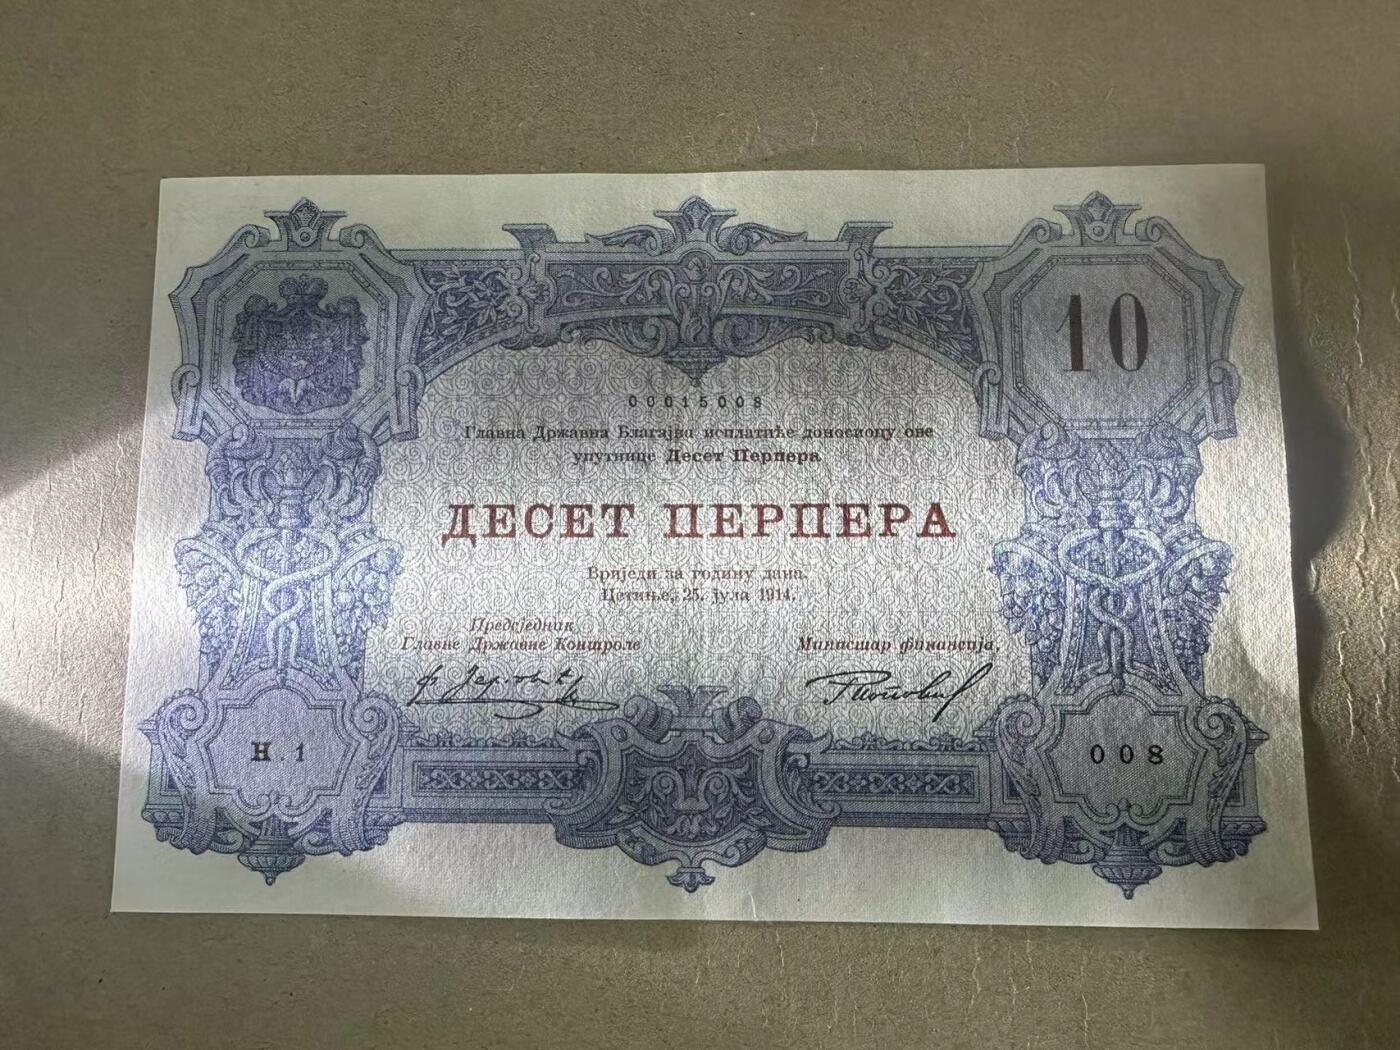 10
00015008
Главна Државна Благајна исплатиће доносиоцу ове
упутнице Десет Перпера
ДЕСЕТ ПЕРПЕРА
Вриједи за годину дана.
Цетиње, 25. јула 1914.
Предсједник
Главне Државне Контроле
Министар финансија,
Н. 1
008